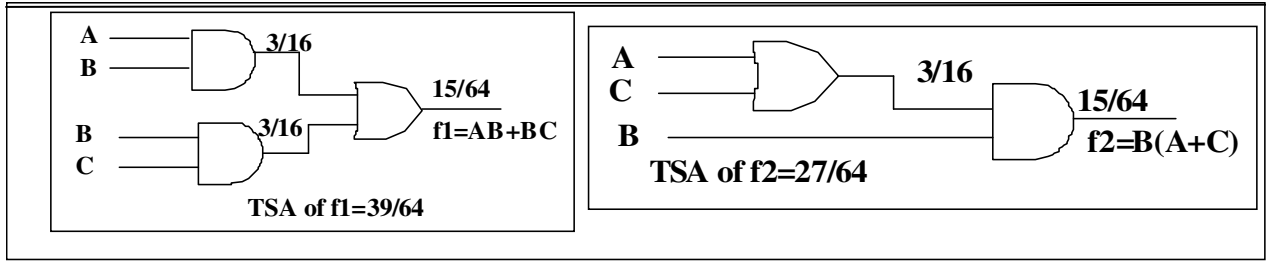 A
B
3/16
B
C
3/16
15/64
f1=AB+BC
TSA of f1=39/64
A
C
3/16
B
15/64
f2=B(A+C)
TSA of f2=27/64